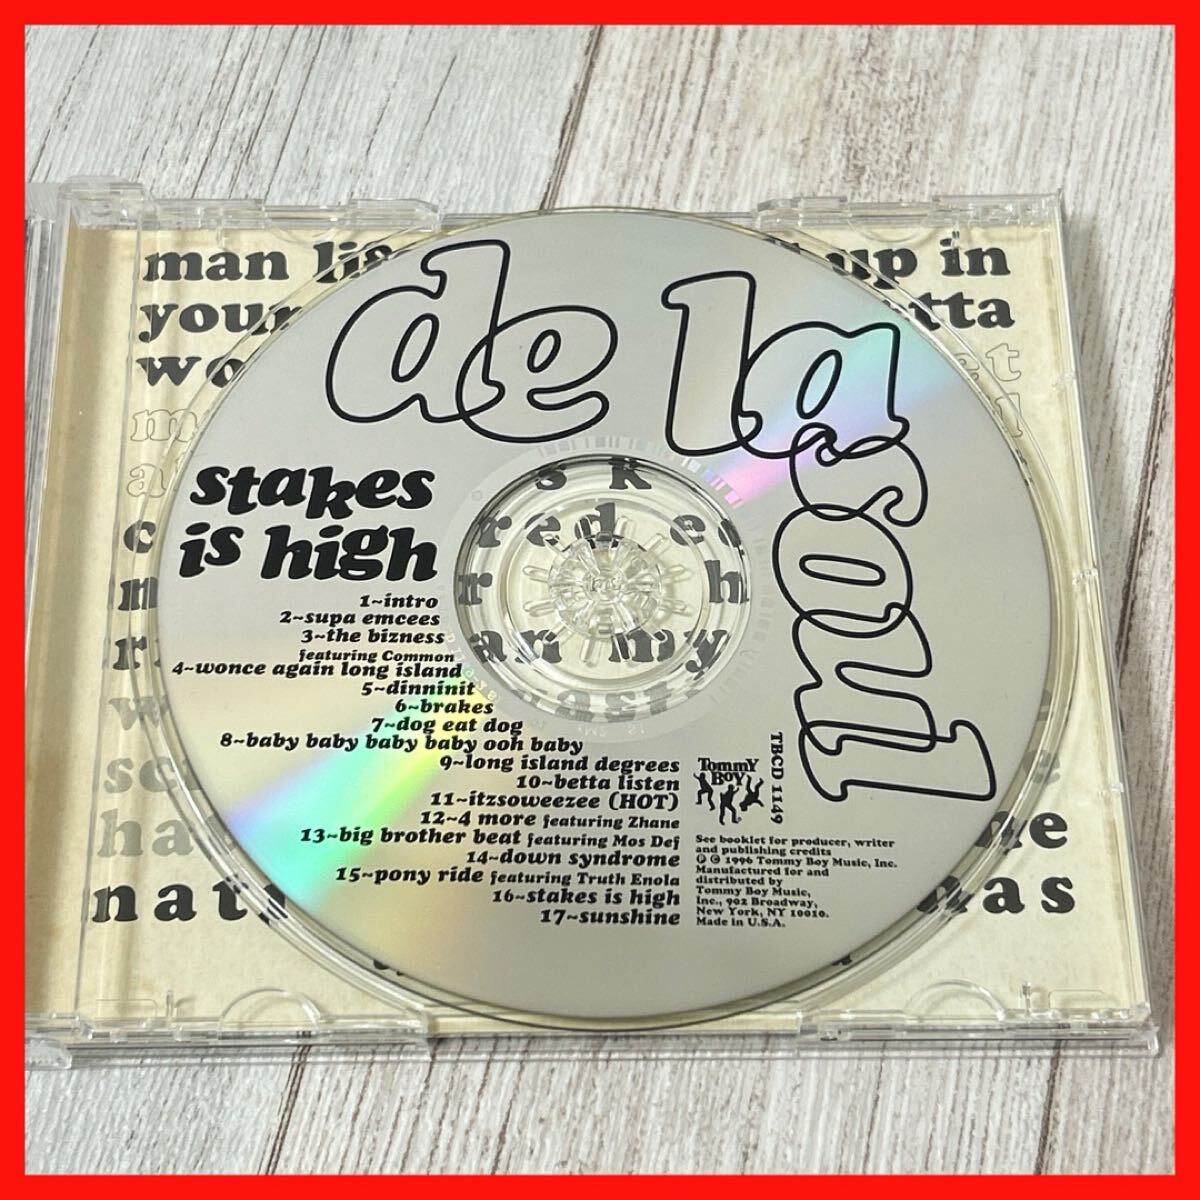 de la
soul
stakes
is high
1~intro
2~supa emcees
3~the bizness
featuring Common
4~wonce again long island
5~dinninit
6~brakes
7~dog eat dog
8~baby baby baby baby ooh baby
9~long island degrees
10~betta listen
11~itzsoweezee (HOT)
12~4 more featuring Zhane
13~big brother beat featuring Mos Def
14~down syndrome
15~pony ride featuring Truth Enola
16~stakes is high
17~sunshine
Tommy
Boy
TBCD 1149
See booklet for producer, writer
and publishing credits
℗ © 1996 Tommy Boy Music, Inc.
Manufactured for and
distributed by
Tommy Boy Music,
Inc., 902 Broadway,
New York, NY 10010.
Made in U.S.A.
man
up in
your
my
has